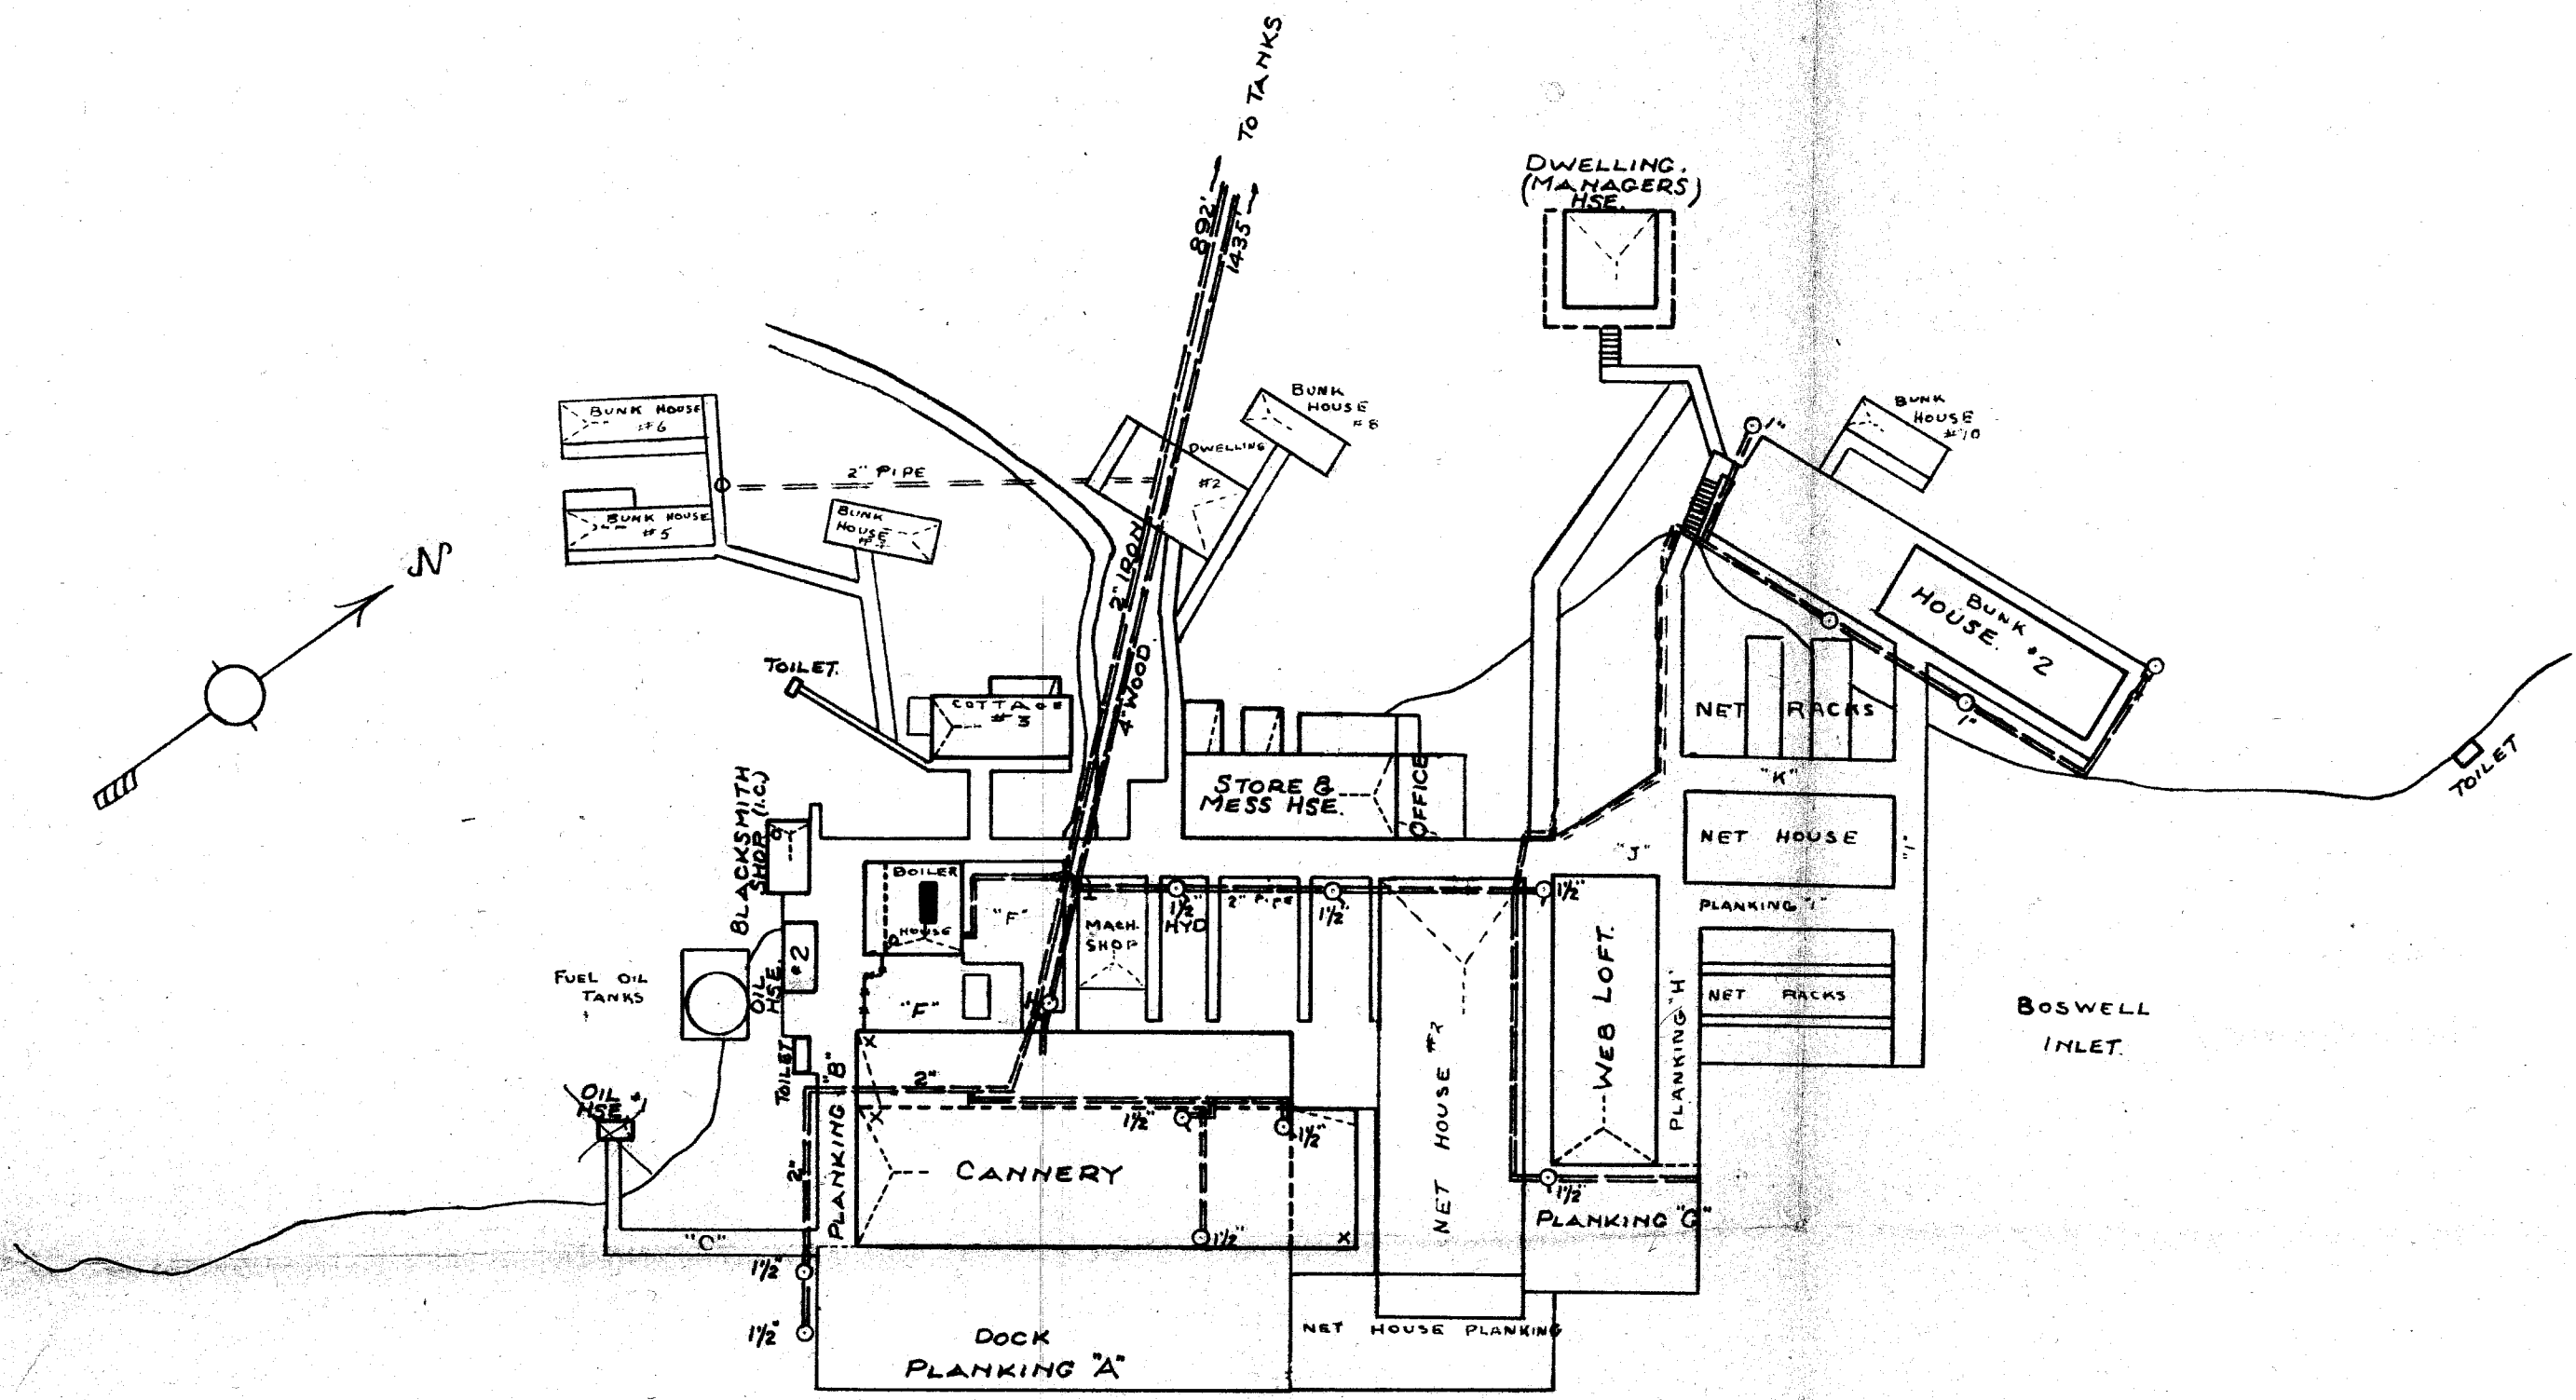 TO TANKS
892'
1435'
DWELLING.
(MANAGERS)
HSE.
BUNK HOUSE
#6
2" PIPE
BUNK HOUSE
#5
BUNK
HOUSE
BUNK
HOUSE
#8
DWELLING
#2
1"
BUNK
HOUSE
#10
N
2" IRON
4" WOOD
BUNK #2
HOUSE.
1"
TOILET.
COTTAGE
#3
NET RACKS
"K"
TOILET
STORE &
MESS HSE.
OFFICE
BLACKSMITH
SHOP (I.C.)
BOILER
HOUSE
"F"
MACH.
SHOP
1½"
HYD
2" PIPE
1½"
1½"
"J"
NET HOUSE
"I"
PLANKING "I"
FUEL OIL
TANKS
OIL
HSE.
#2
"F"
NET HOUSE #2
WEB LOFT.
PLANKING "H"
NET RACKS
BOSWELL
INLET.
TOILET
OIL #1
HSE
"B"
PLANKING
2"
2"
1½"
1½"
CANNERY
1½"
1½"
PLANKING "G"
"C"
1½"
1½"
DOCK
PLANKING "A"
NET HOUSE PLANKING